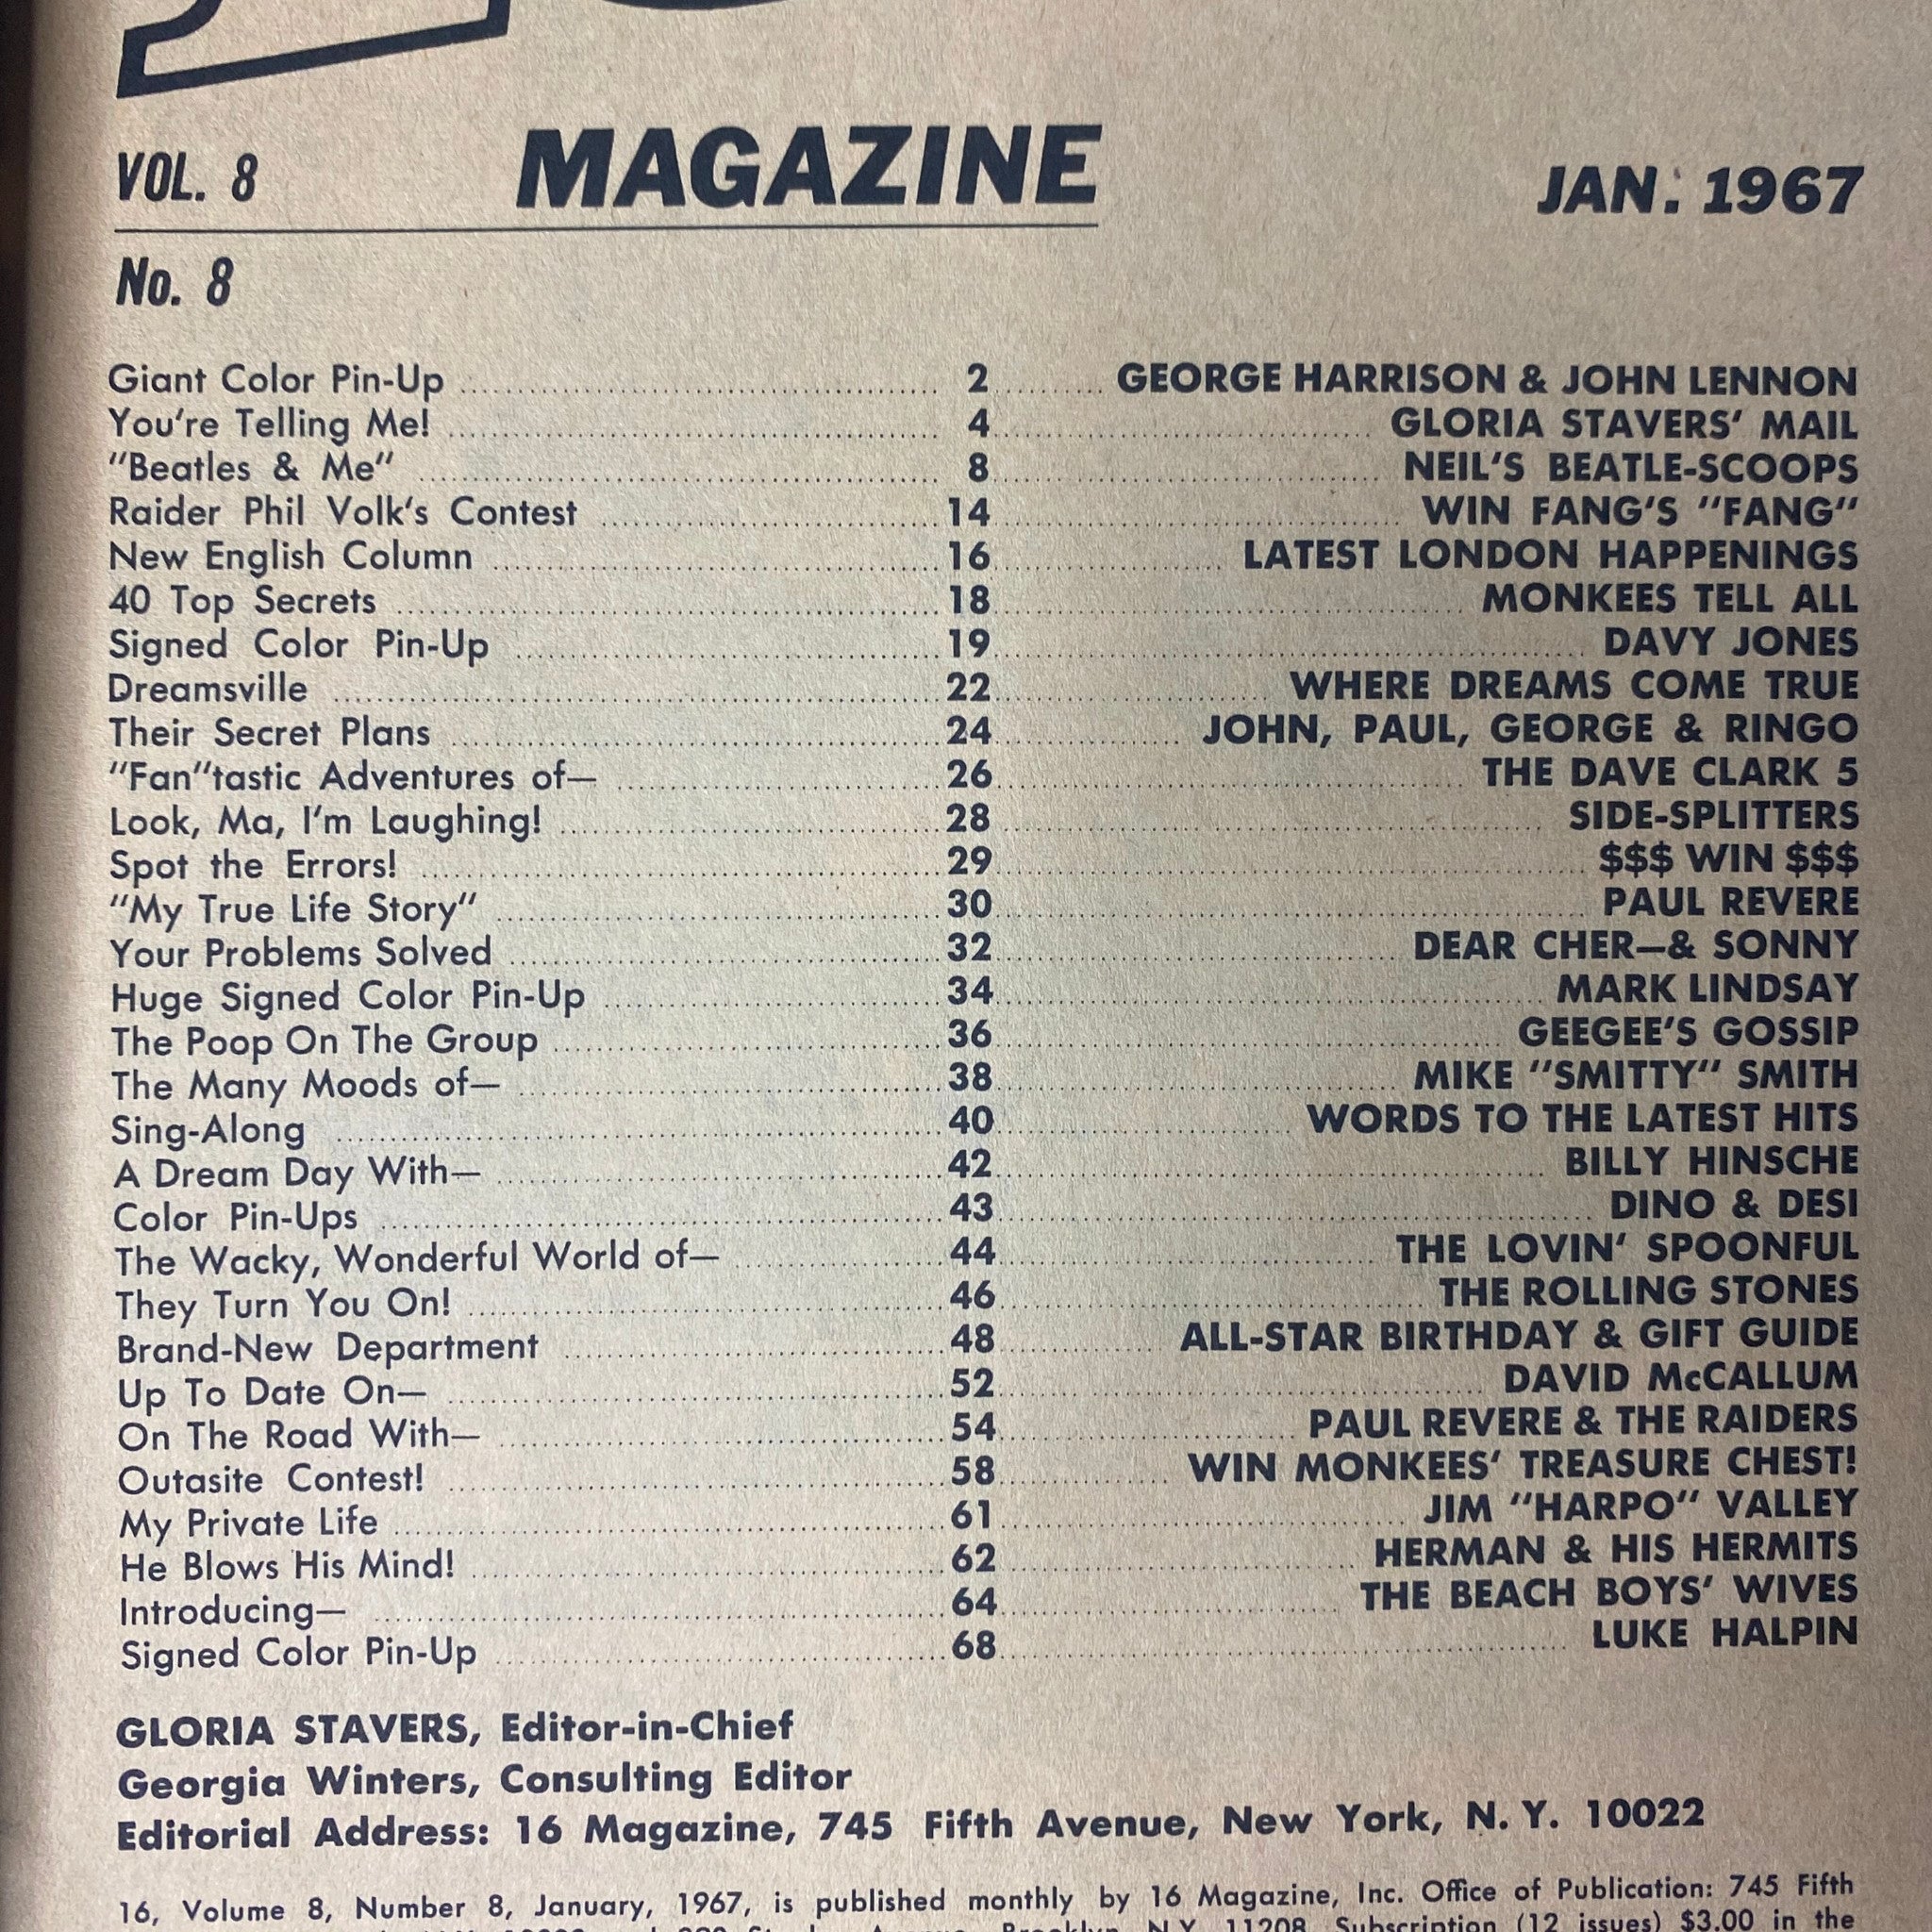 VOL. 8 MAGAZINE JAN. 1967
No. 8
Giant Color Pin-Up 2 GEORGE HARRISON & JOHN LENNON
You're Telling Me! 4 GLORIA STAVERS' MAIL
"Beatles & Me" 8 NEIL'S BEATLE-SCOOPS
Raider Phil Volk's Contest 14 WIN FANG'S "FANG"
New English Column 16 LATEST LONDON HAPPENINGS
40 Top Secrets 18 MONKEES TELL ALL
Signed Color Pin-Up 19 DAVY JONES
Dreamsville 22 WHERE DREAMS COME TRUE
Their Secret Plans 24 JOHN, PAUL, GEORGE & RINGO
"Fan"tastic Adventures of— 26 THE DAVE CLARK 5
Look, Ma, I'm Laughing! 28 SIDE-SPLITTERS
Spot the Errors! 29 $$$ WIN $$$
"My True Life Story" 30 PAUL REVERE
Your Problems Solved 32 DEAR CHER—& SONNY
Huge Signed Color Pin-Up 34 MARK LINDSAY
The Poop On The Group 36 GEEGEE'S GOSSIP
The Many Moods of— 38 MIKE "SMITTY" SMITH
Sing-Along 40 WORDS TO THE LATEST HITS
A Dream Day With— 42 BILLY HINSCHE
Color Pin-Ups 43 DINO & DESI
The Wacky, Wonderful World of— 44 THE LOVIN' SPOONFUL
They Turn You On! 46 THE ROLLING STONES
Brand-New Department 48 ALL-STAR BIRTHDAY & GIFT GUIDE
Up To Date On— 52 DAVID McCALLUM
On The Road With— 54 PAUL REVERE & THE RAIDERS
Outasite Contest! 58 WIN MONKEES' TREASURE CHEST!
My Private Life 61 JIM "HARPO" VALLEY
He Blows His Mind! 62 HERMAN & HIS HERMITS
Introducing— 64 THE BEACH BOYS' WIVES
Signed Color Pin-Up 68 LUKE HALPIN
GLORIA STAVERS, Editor-in-Chief
Georgia Winters, Consulting Editor
Editorial Address: 16 Magazine, 745 Fifth Avenue, New York, N. Y. 10022
16, Volume 8, Number 8, January, 1967, is published monthly by 16 Magazine, Inc. Office of Publication: 745 Fifth
Brooklyn, N.Y. 11208. Subscription (12 issues) $3.00 in the